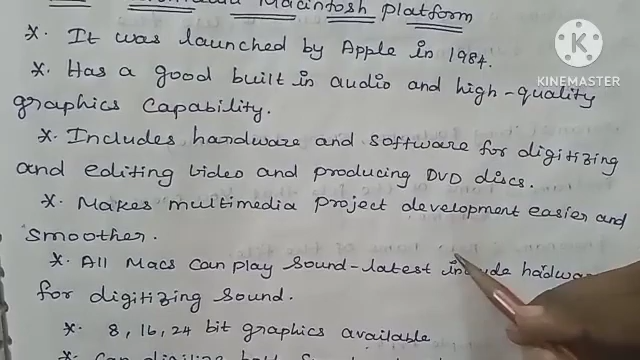 Macintosh Platform
*. It was launched by Apple in 1984.
*. Has a good built in audio and high-quality
graphics capability.
*. Includes hardware and software for digitizing
and editing video and producing DVD discs.
*. Makes multimedia project development easier and
smoother.
*. All Macs can play sound-latest include
for digitizing sound.
*. 8, 16, 24 bit graphics available
KINEMASTER